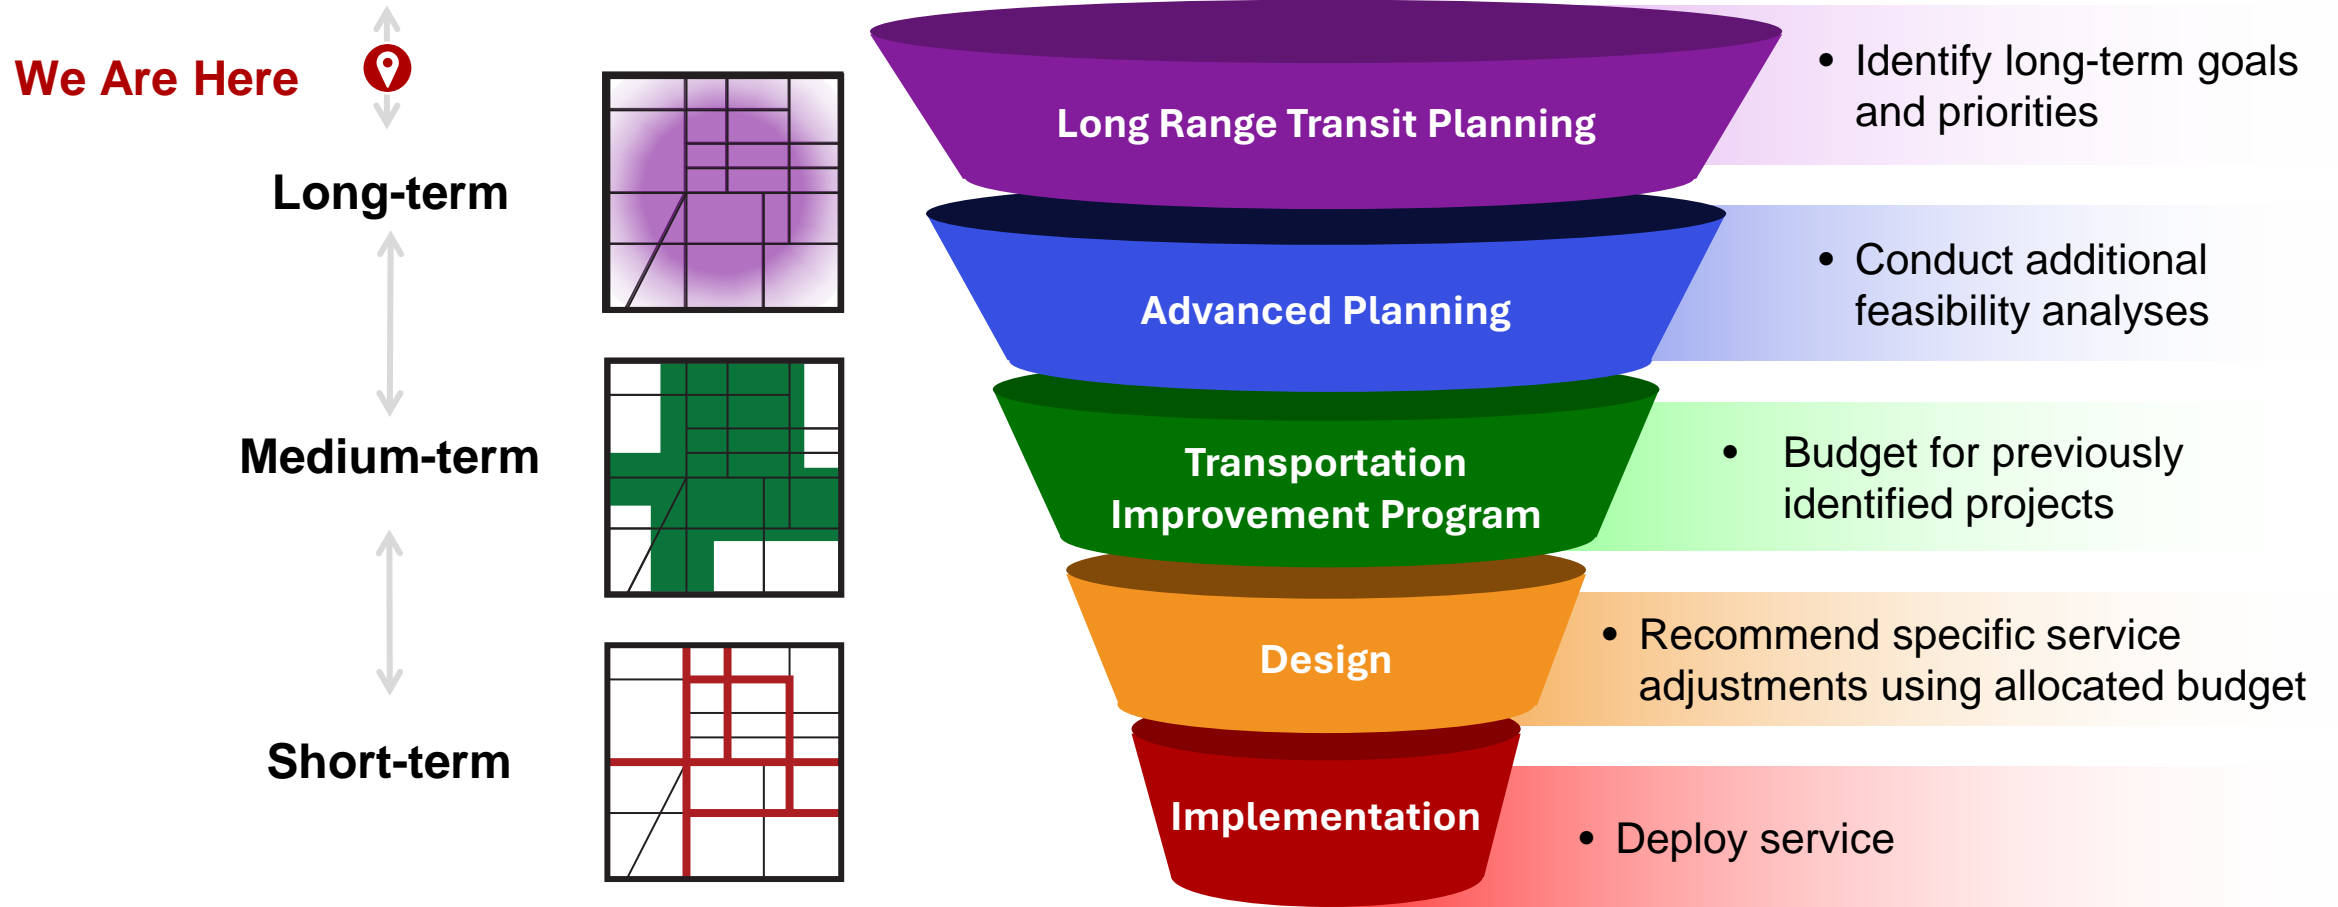 We Are Here
Long-term
Medium-term
Short-term
Long Range Transit Planning
• Identify long-term goals
and priorities
Advanced Planning
• Conduct additional
feasibility analyses
Transportation
Improvement Program
• Budget for previously
identified projects
Design
• Recommend specific service
adjustments using allocated budget
Implementation
• Deploy service